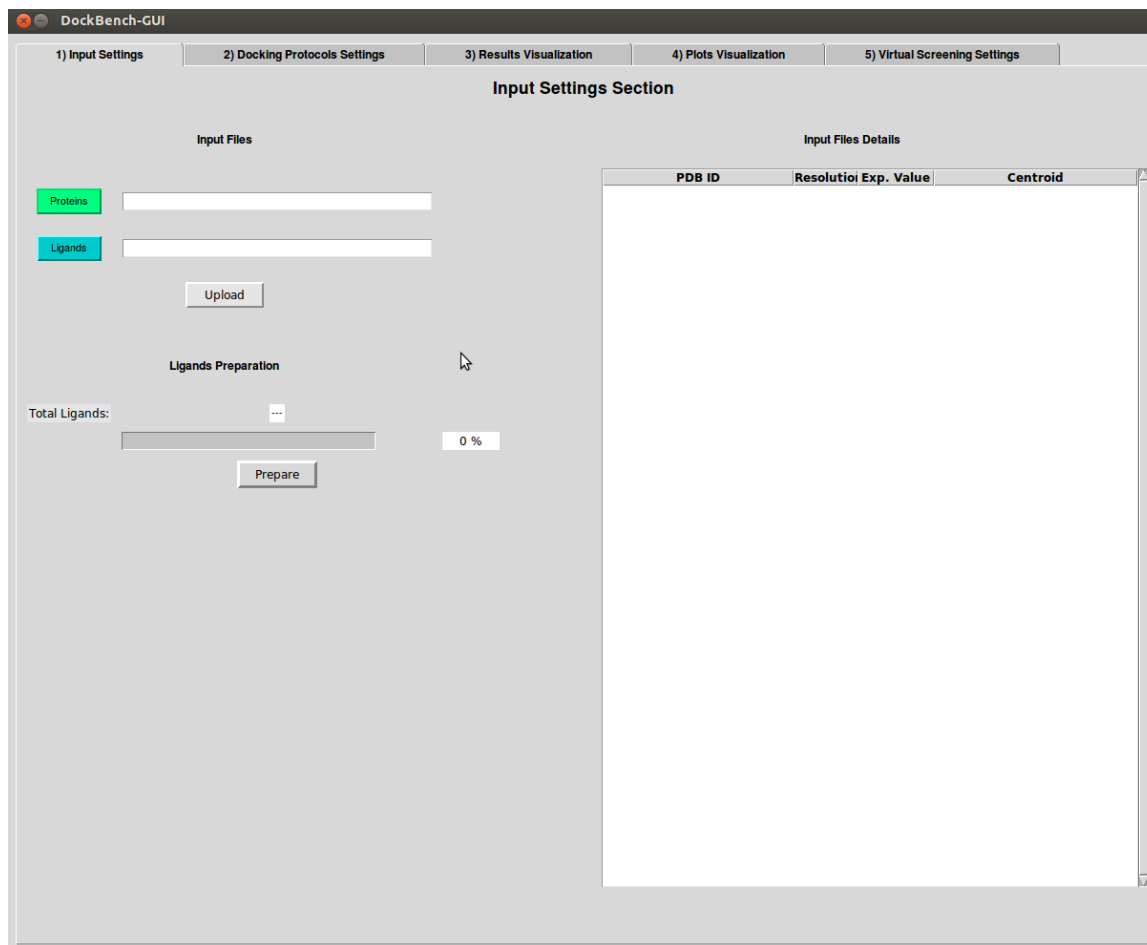 DockBench-GUI
1) Input Settings 2) Docking Protocols Settings 3) Results Visualization 4) Plots Visualization 5) Virtual Screening Settings
Input Settings Section
Input Files
Proteins
Ligands
Upload
Ligands Preparation
Total Ligands: ---
0 %
Prepare
Input Files Details
PDB ID Resolutio Exp. Value Centroid